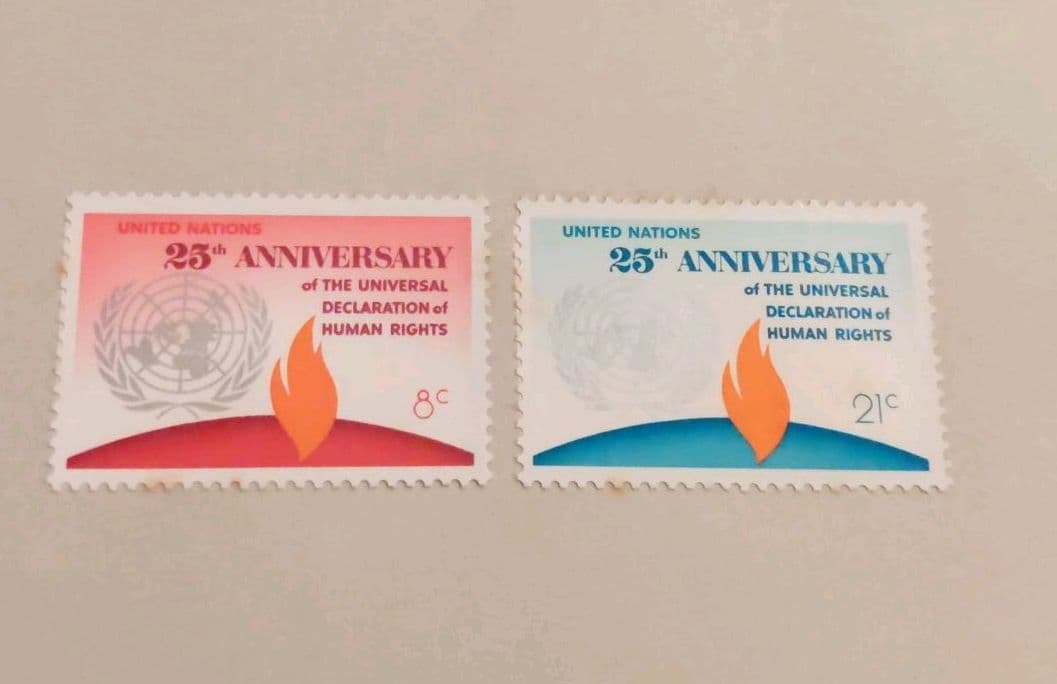 UNITED NATIONS
25th ANNIVERSARY
of THE UNIVERSAL
DECLARATION of
HUMAN RIGHTS
8c
UNITED NATIONS
25th ANNIVERSARY
of THE UNIVERSAL
DECLARATION of
HUMAN RIGHTS
21c